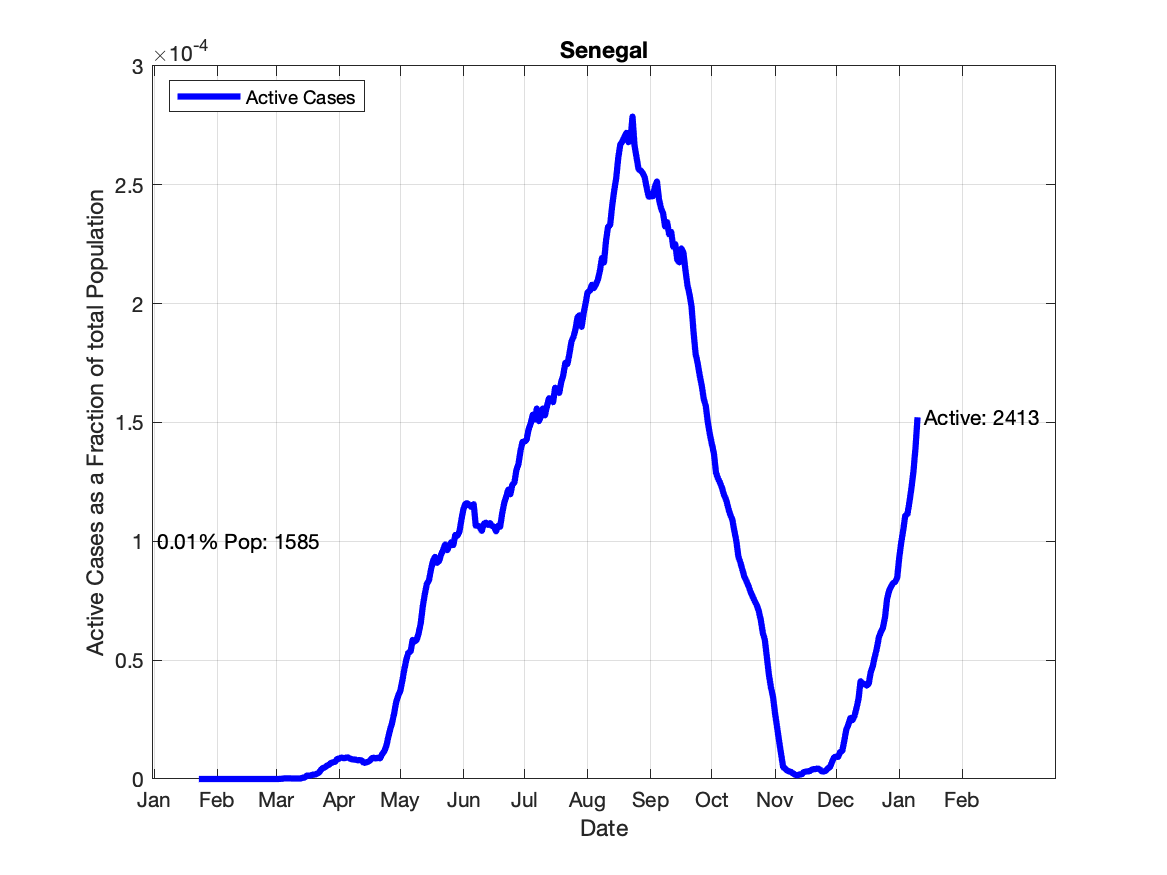 Senegal
×10-4
Active Cases
3
2.5
2
1.5
1
0.5
0
Active Cases as a Fraction of total Population
0.01% Pop: 1585
Active: 2413
Jan Feb Mar Apr May Jun Jul Aug Sep Oct Nov Dec Jan Feb
Date